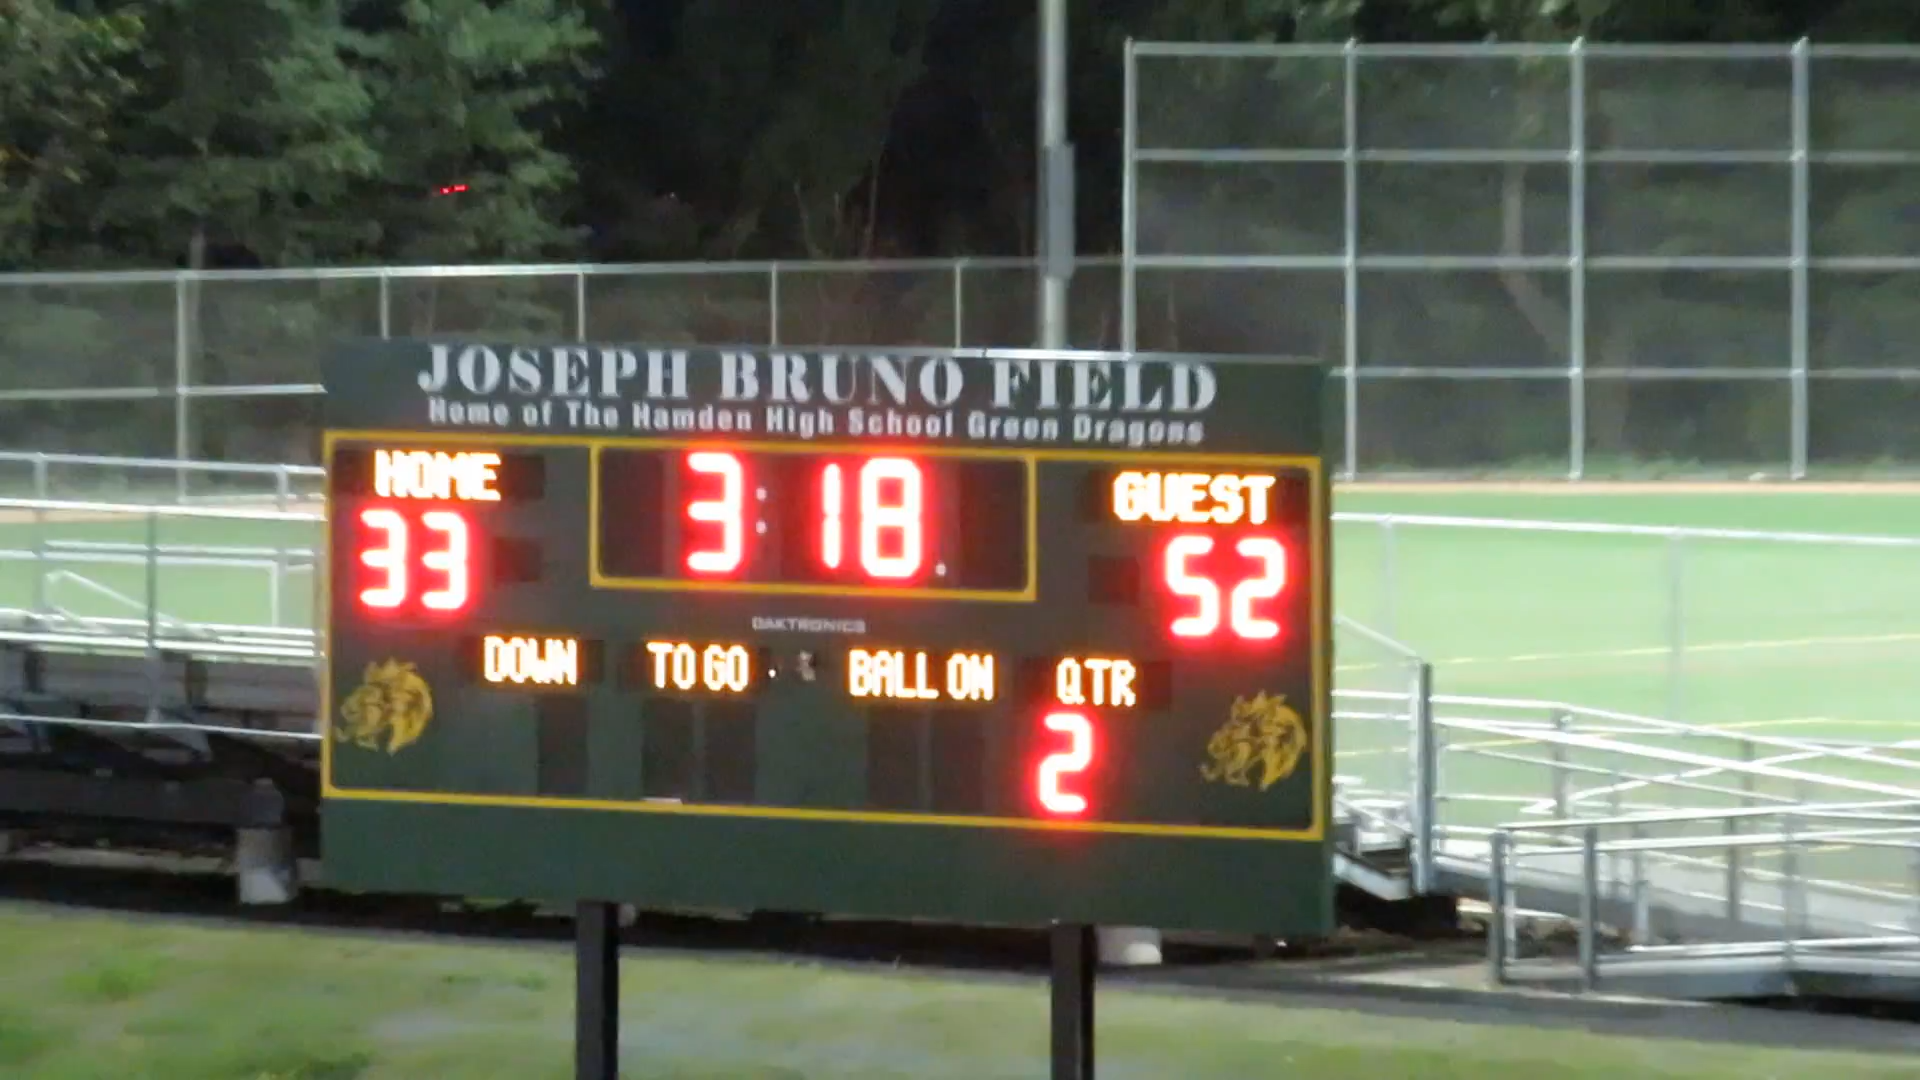 JOSEPH BRUNO FIELD
Home of The Hamden High School Green Dragons
HOME
3:18
GUEST
33
52
DAKTRONICS
DOWN
TO GO
BALL ON
QTR
2